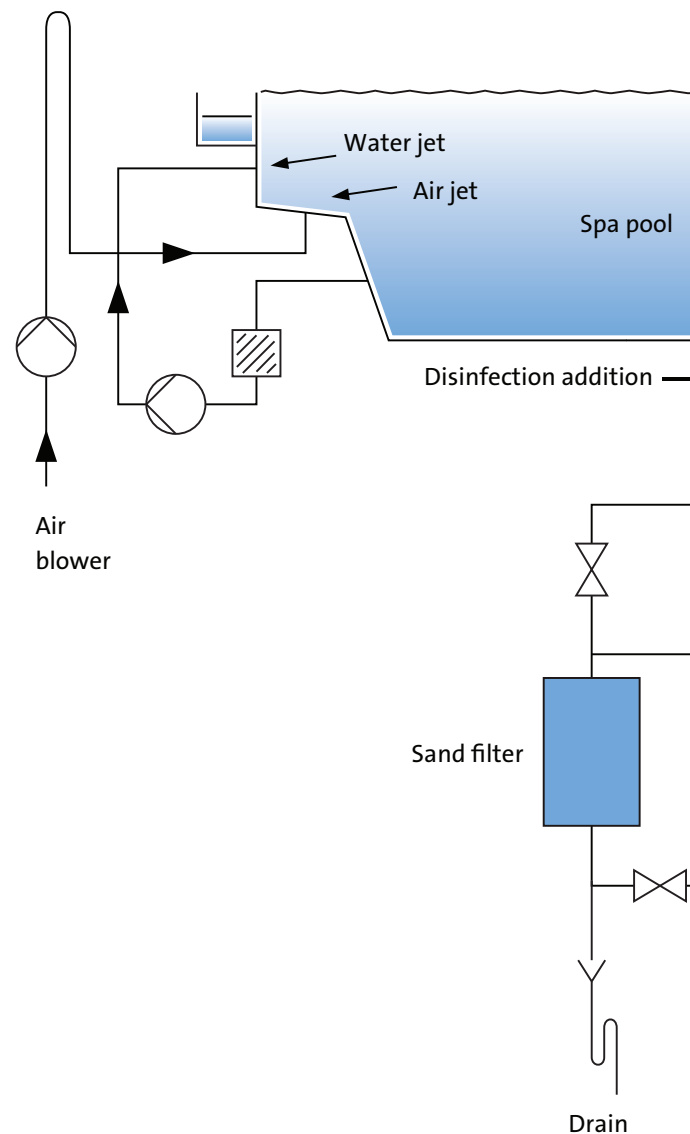 Water jet
Air jet
Spa pool
Disinfection addition
Air
blower
Sand filter
Drain